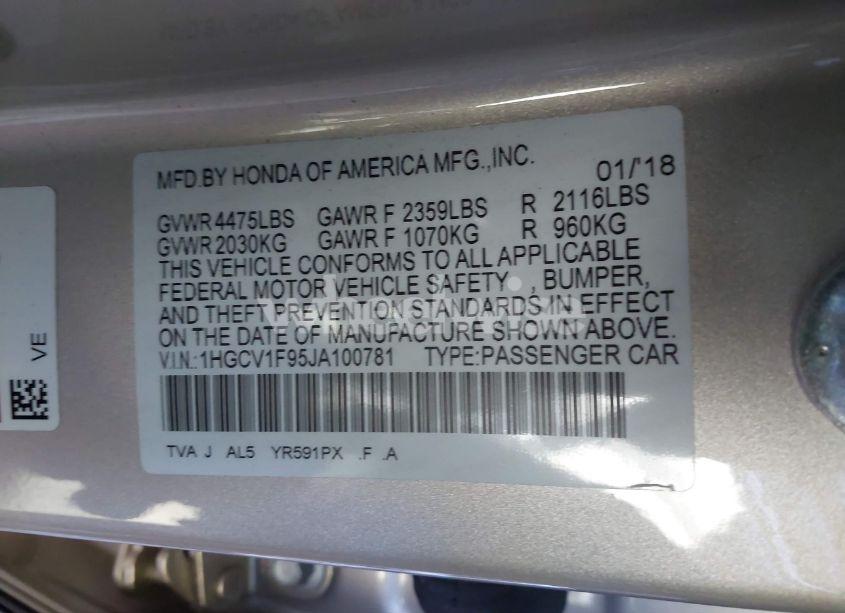 MFD.BY HONDA OF AMERICA MFG.,INC. 01/'18
GVWR 4475LBS GAWR F 2359LBS R 2116LBS
GVWR 2030KG GAWR F 1070KG R 960KG
THIS VEHICLE CONFORMS TO ALL APPLICABLE
FEDERAL MOTOR VEHICLE SAFETY , BUMPER,
AND THEFT PREVENTION STANDARDS IN EFFECT
ON THE DATE OF MANUFACTURE SHOWN ABOVE.
V.I.N.:1HGCV1F95JA100781 TYPE:PASSENGER CAR
TVA J AL5 YR591PX .F .A
VE